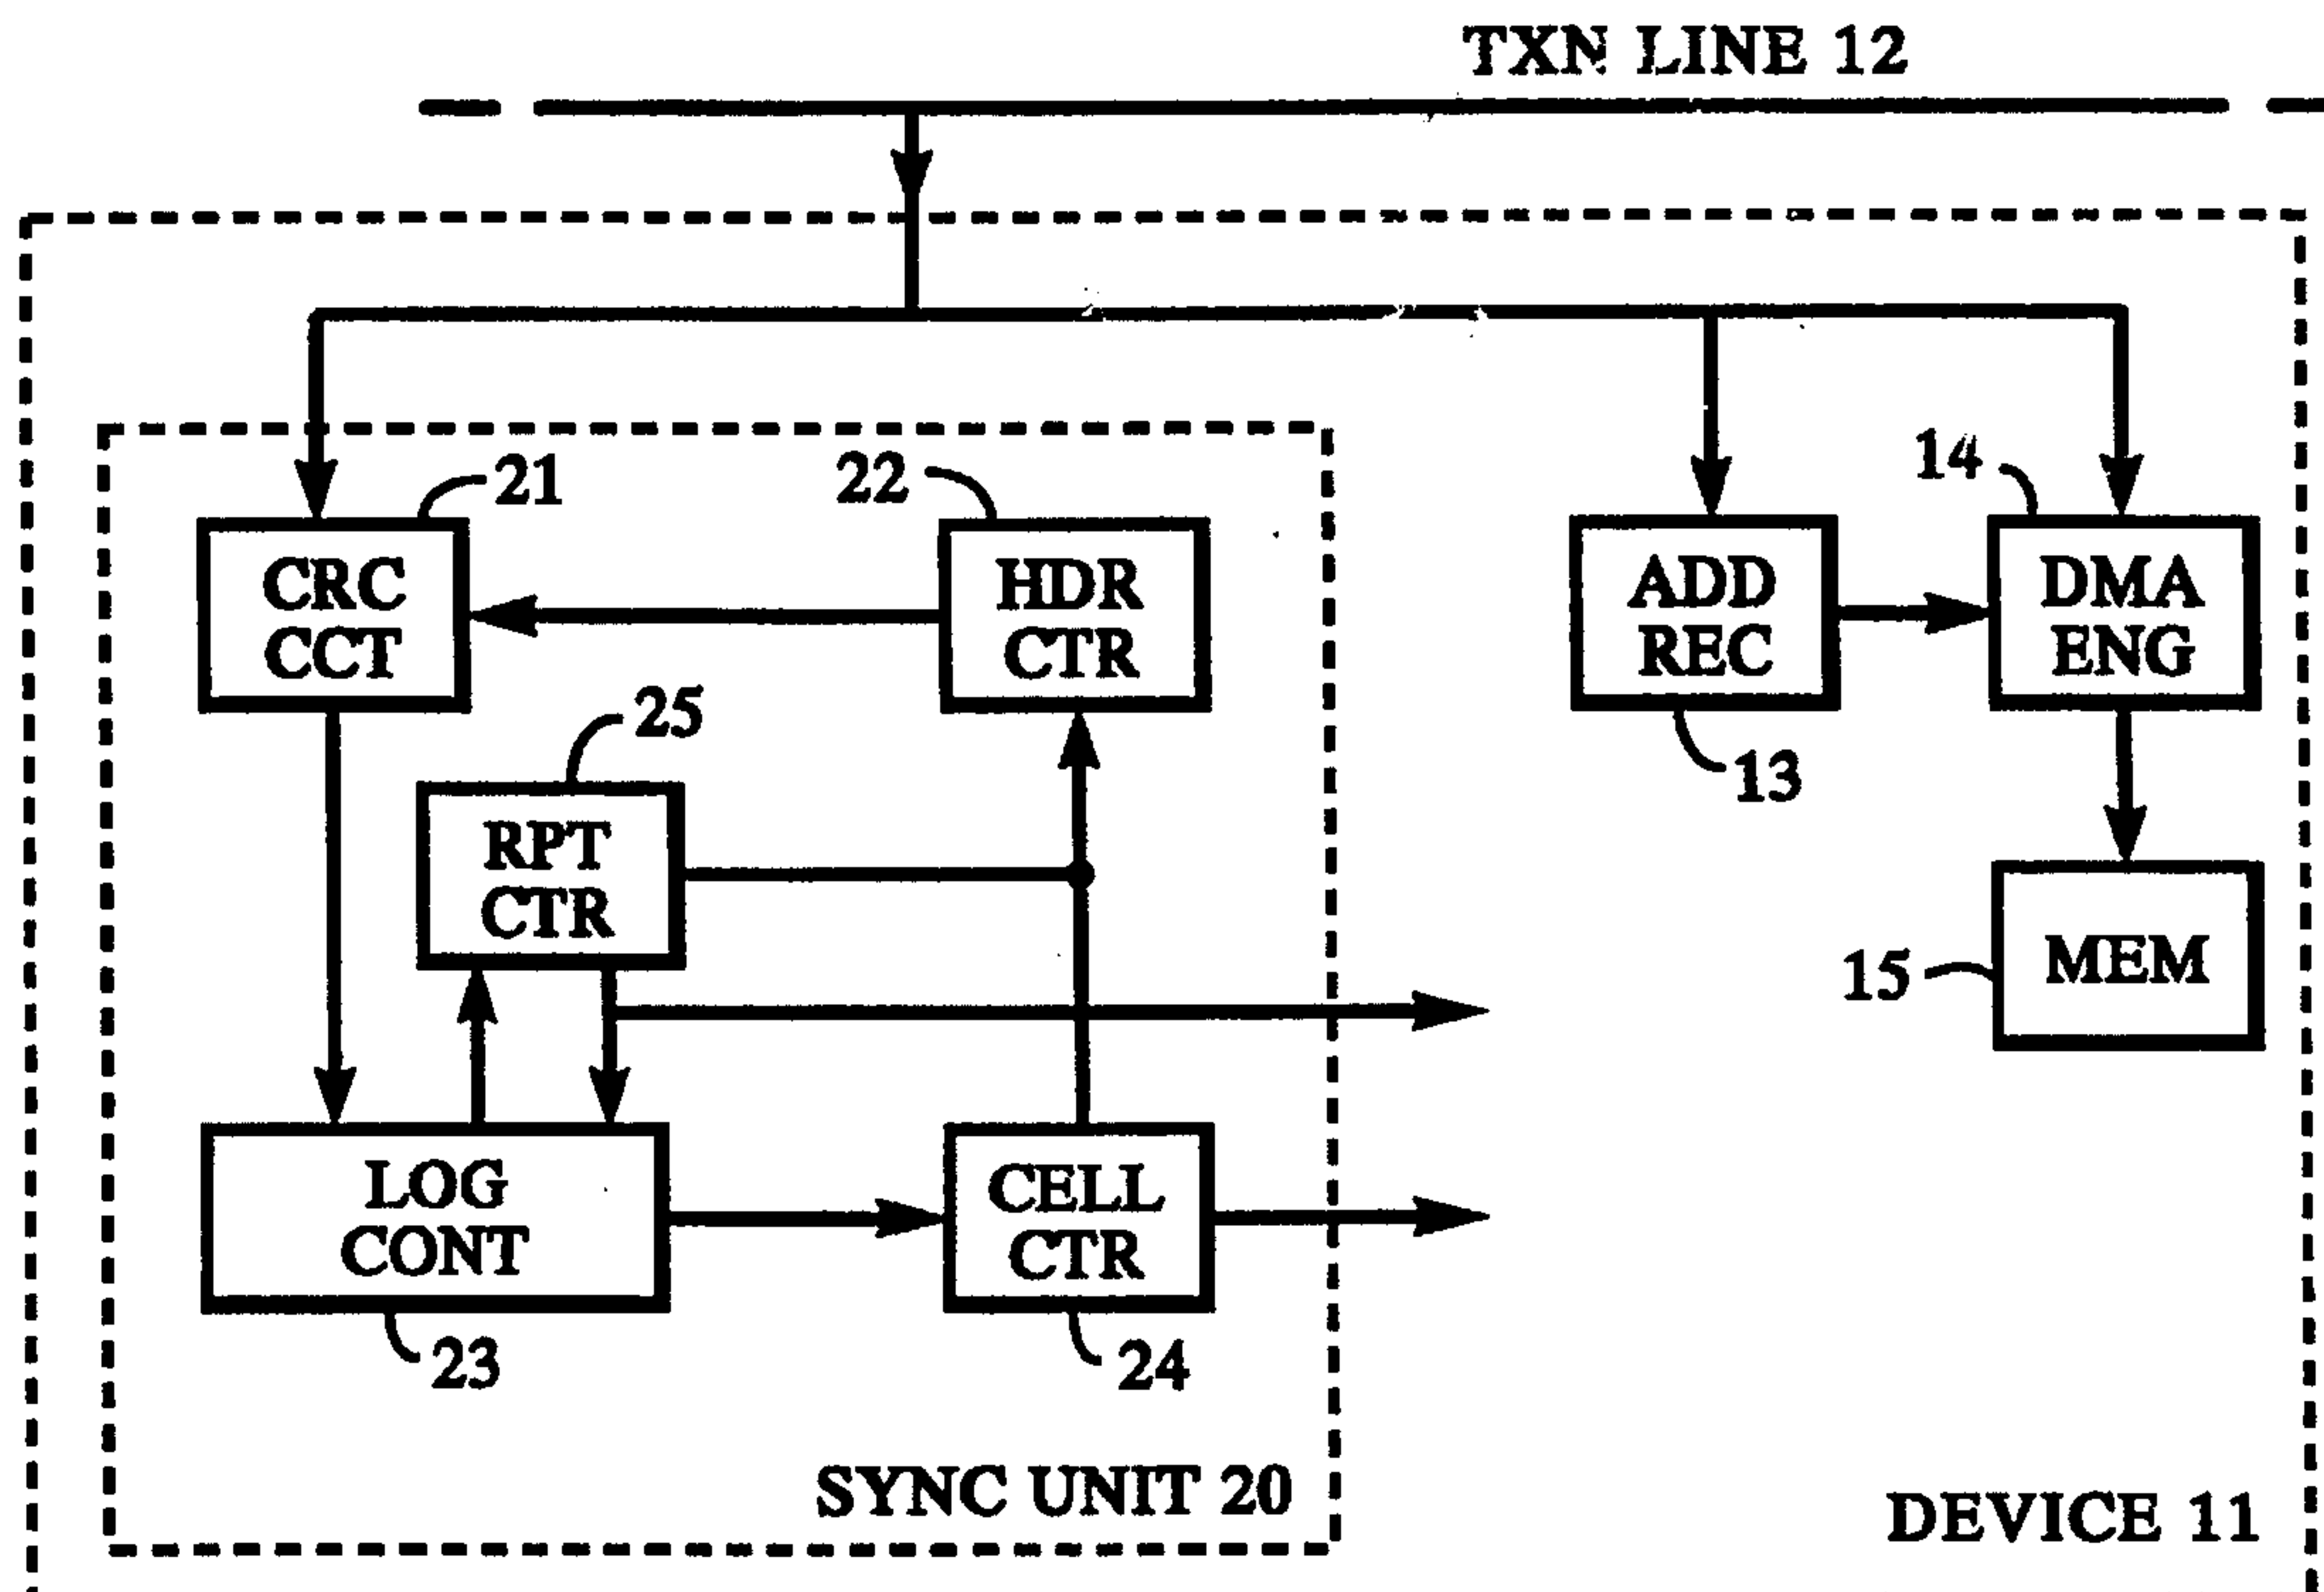 TXN LINE 12
21
22
14
CRC
CCT
HDR
CTR
ADD
REC
DMA
ENG
25
13
RPT
CTR
15
MEM
LOG
CONT
CELL
CTR
23
24
SYNC UNIT 20
DEVICE 11